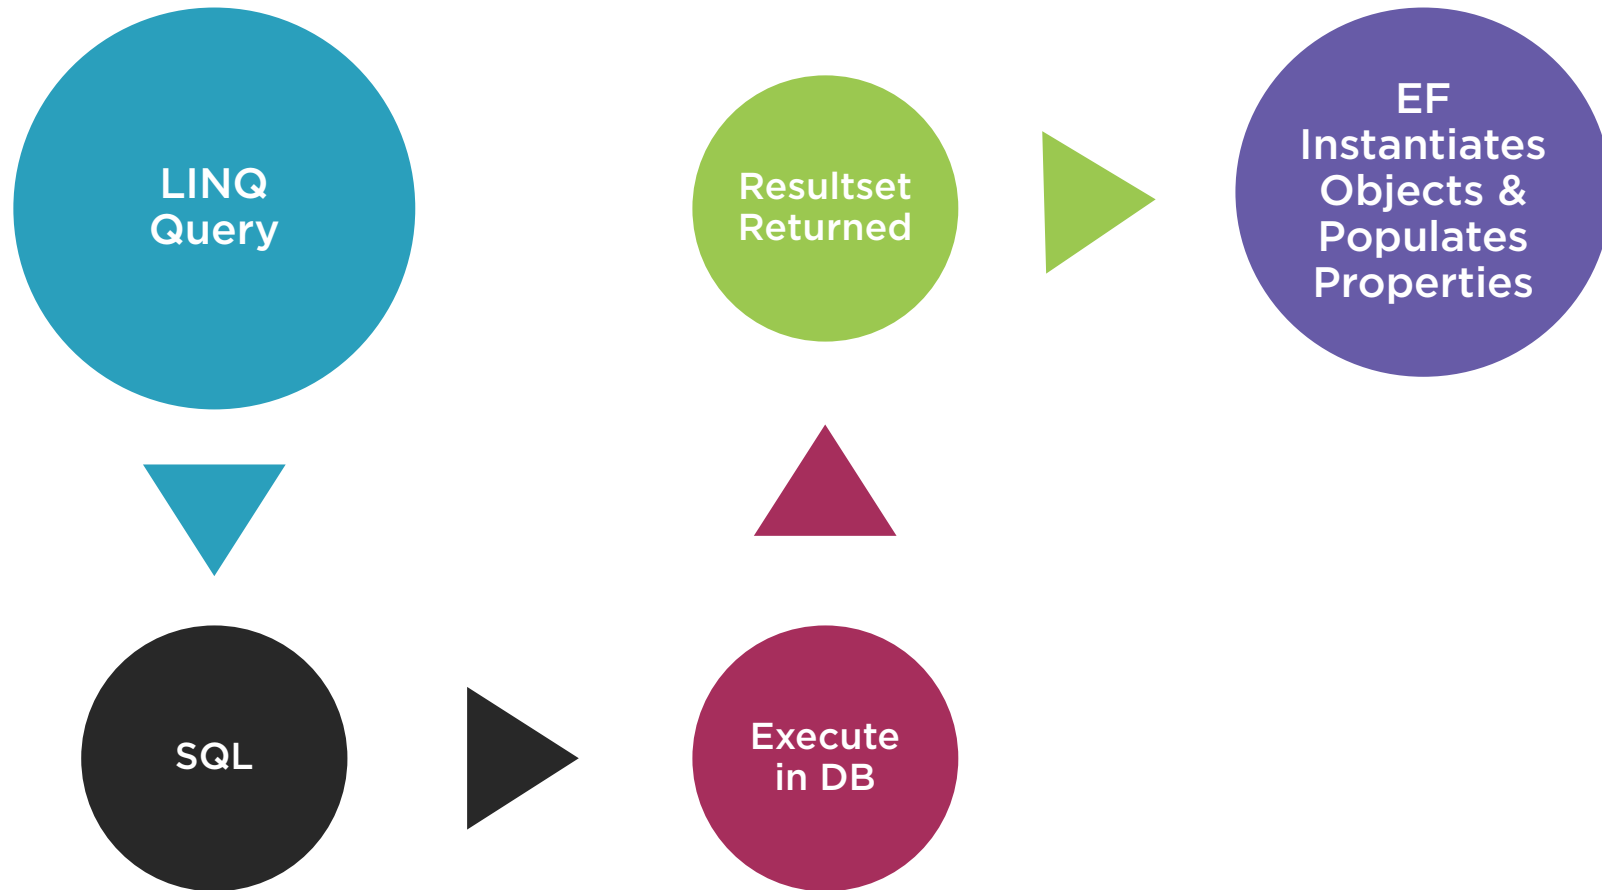 LINQ
Query
SQL
Execute
in DB
Resultset
Returned
EF
Instantiates
Objects &
Populates
Properties